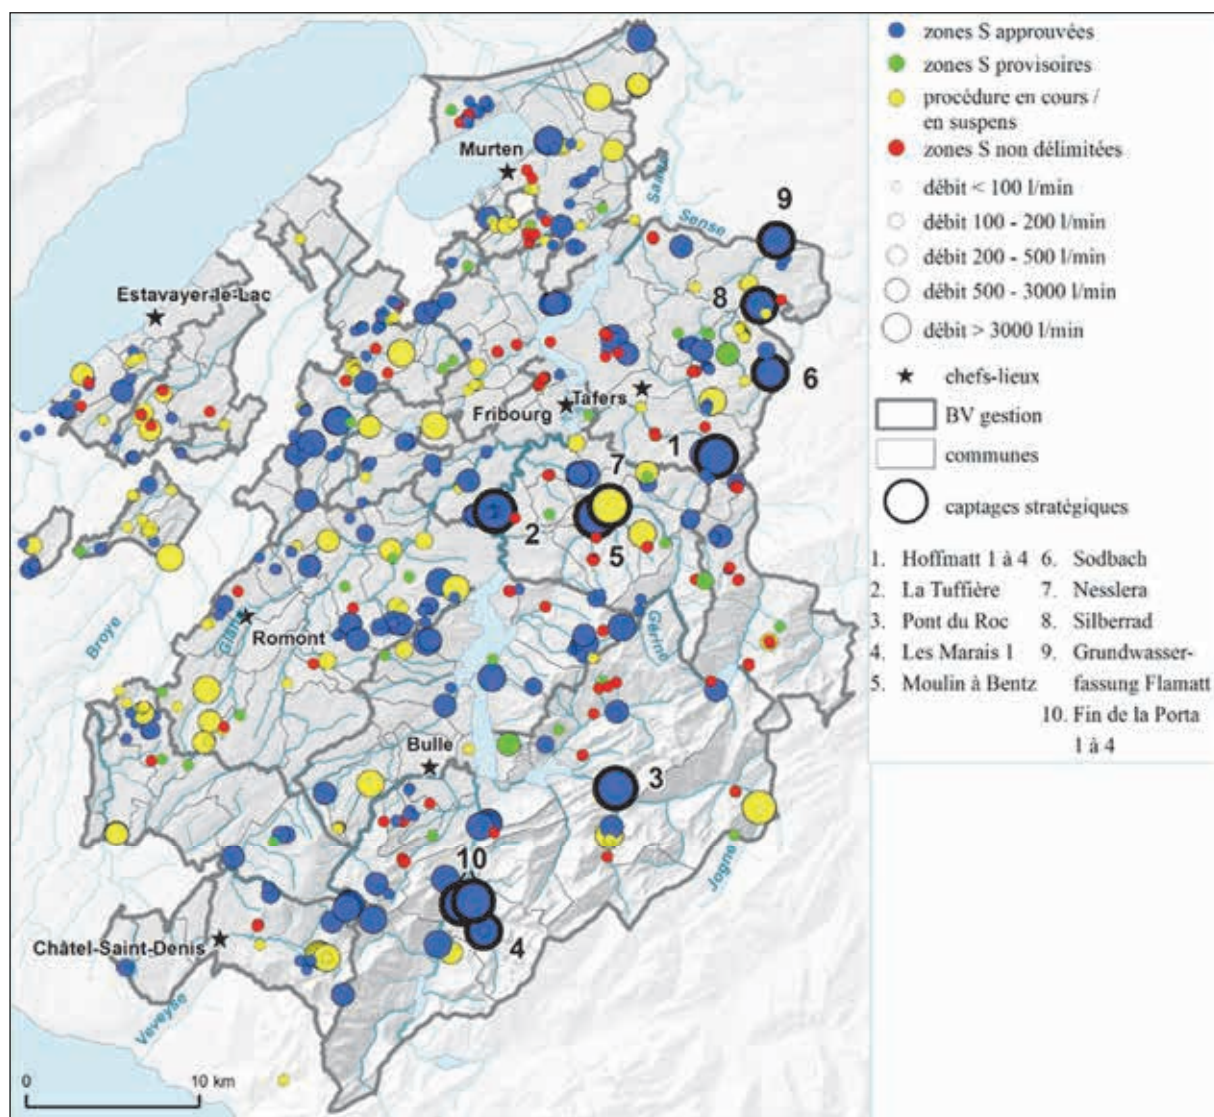 Murten
Saane
Sense
9
Estavayer-le-Lac
8
6
Fribourg
Tafers
1
7
2
5
Broye
Glâne
Romont
Gérine
Bulle
3
Jogne
10
Châtel-Saint-Denis
4
Veveyse
0 10 km
zones S approuvées
zones S provisoires
procédure en cours /
en suspens
zones S non délimitées
débit < 100 l/min
débit 100 - 200 l/min
débit 200 - 500 l/min
débit 500 - 3000 l/min
débit > 3000 l/min
chefs-lieux
BV gestion
communes
captages stratégiques
1. Hoffmatt 1 à 4 6. Sodbach
2. La Tuffière 7. Nesslera
3. Pont du Roc 8. Silberrad
4. Les Marais 1 9. Grundwasser-
5. Moulin à Bentz fassung Flamatt
10. Fin de la Porta
1 à 4